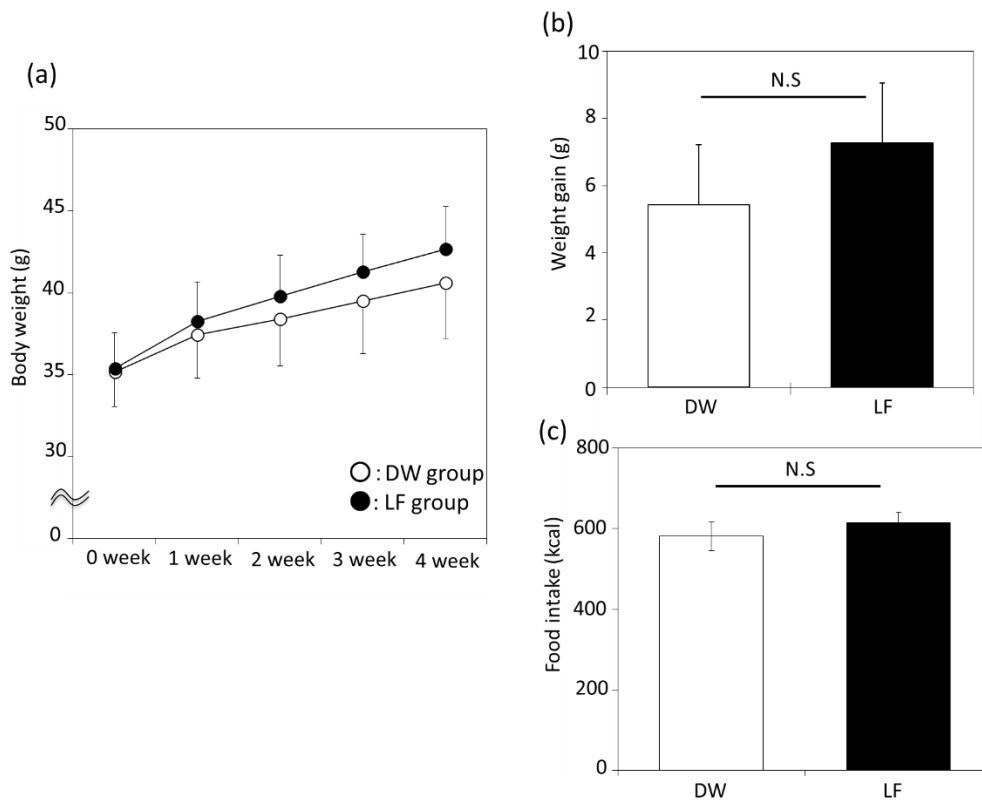 (a)
50
45
40
35
30
0
Body weight (g)
0 week 1 week 2 week 3 week 4 week
: DW group
: LF group
(b)
10
8
6
4
2
0
Weight gain (g)
N.S
DW LF
(c)
800
600
400
200
0
Food intake (kcal)
N.S
DW LF